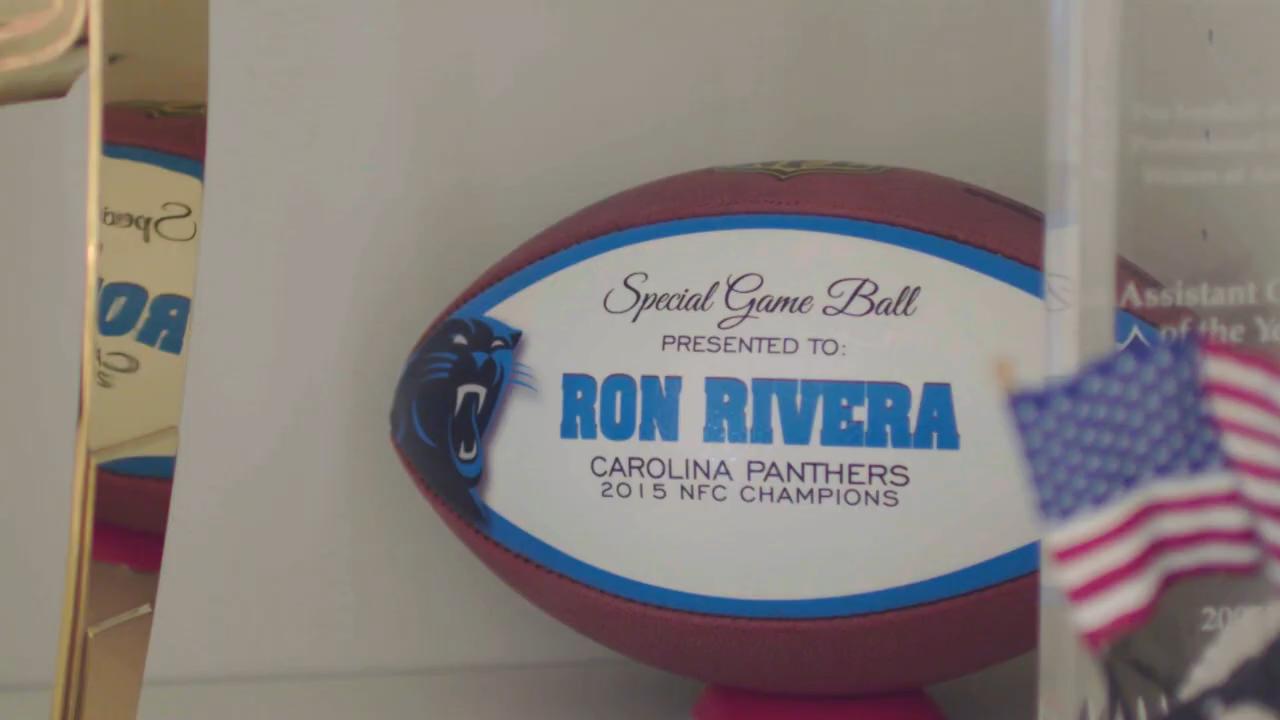 Special Game Ball
PRESENTED TO:
RON RIVERA
CAROLINA PANTHERS
2015 NFC CHAMPIONS
Assistant
of the